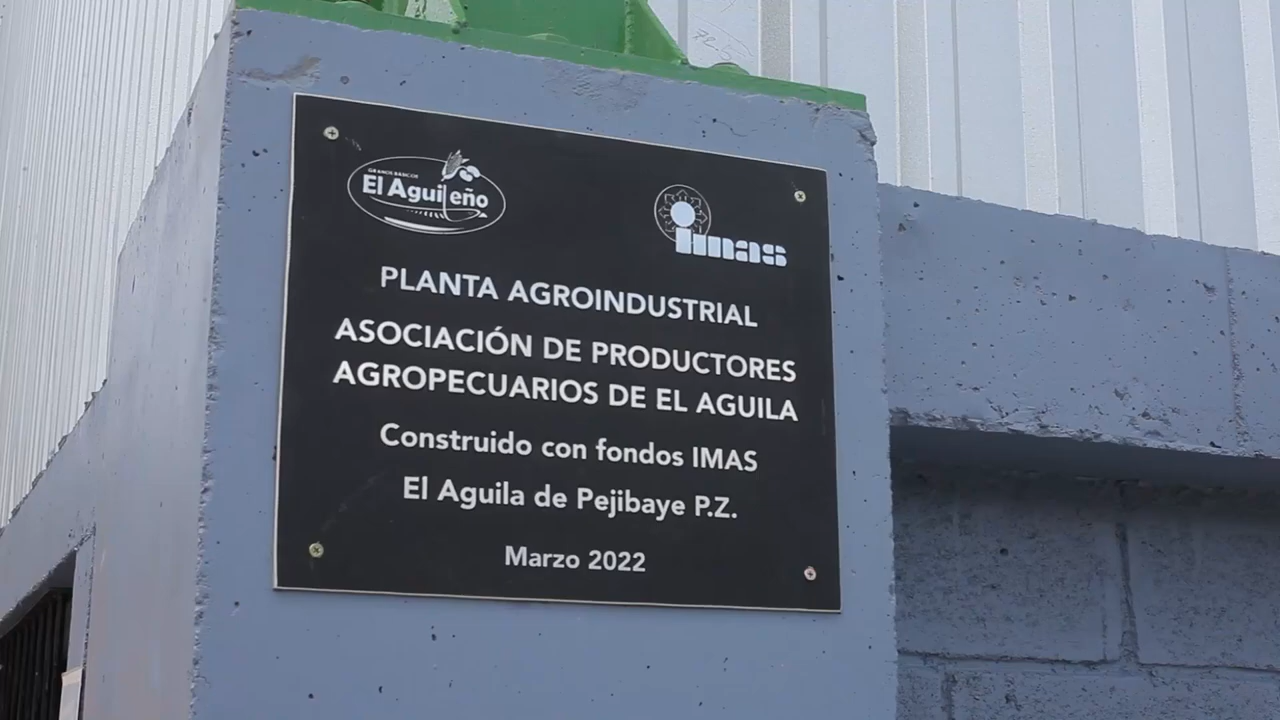 GRANOS BÁSICOS
El Aguileño
imas
PLANTA AGROINDUSTRIAL
ASOCIACIÓN DE PRODUCTORES
AGROPECUARIOS DE EL AGUILA
Construido con fondos IMAS
El Aguila de Pejibaye P.Z.
Marzo 2022